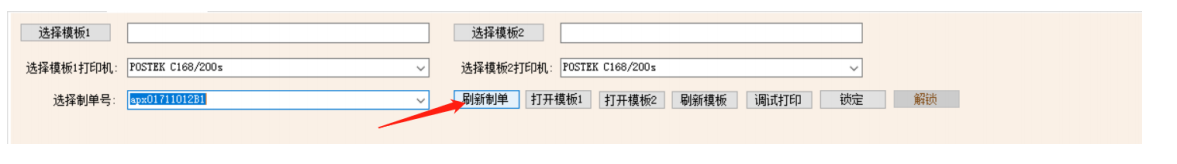 选择模板1 选择模板2
选择模板1打印机: POSTEK C168/200s 选择模板2打印机: POSTEK C168/200s
选择制单号: apx01711012B1 刷新制单 打开模板1 打开模板2 刷新模板 调试打印 锁定 解锁